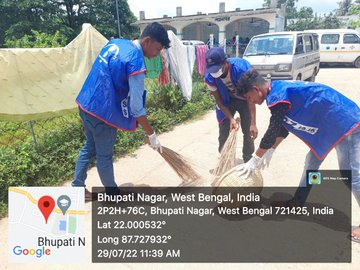 GPS Map Camera
Bhupati Nagar, West Bengal, India
2P2H+76C, Bhupati Nagar, West Bengal 721425, India
Lat 22.000532°
Long 87.727932°
29/07/22 11:39 AM
Bhupati N
Google